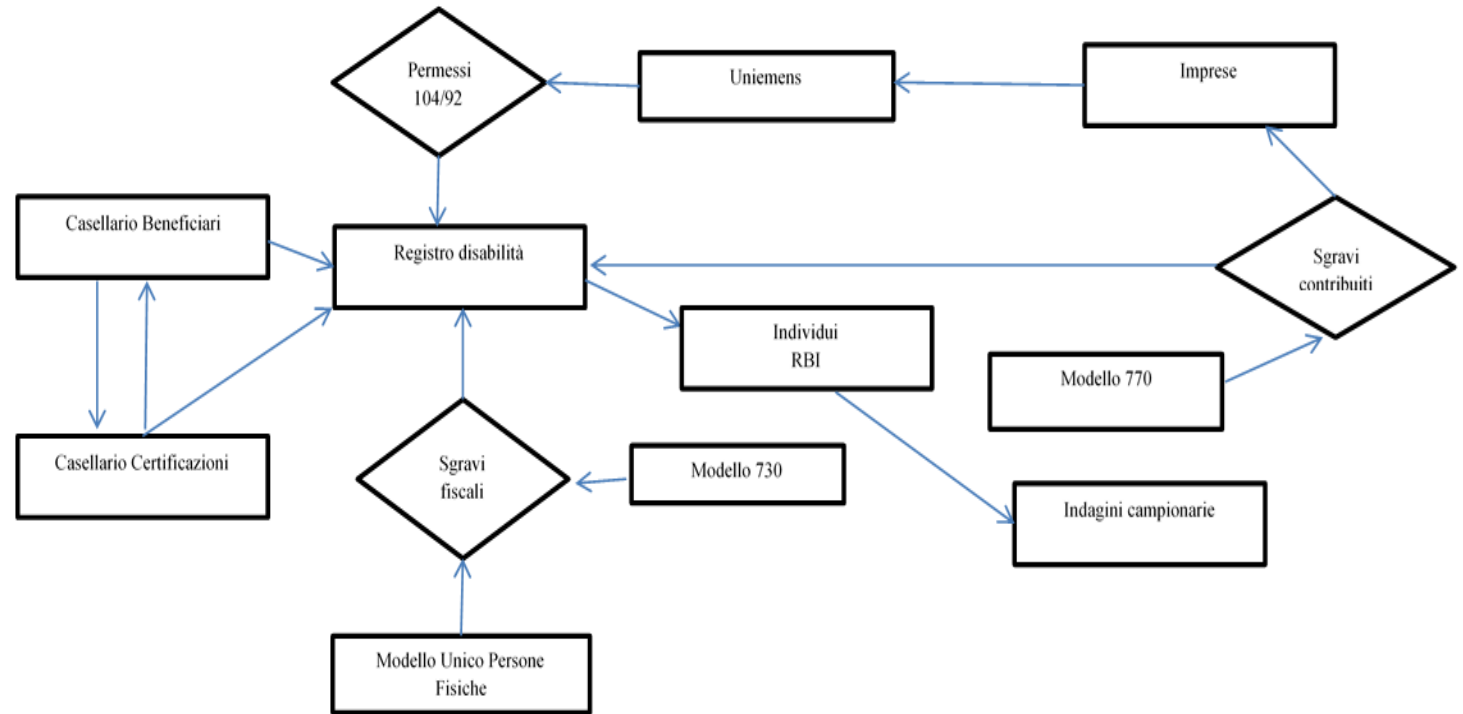 Permessi
104/92
Uniemens
Imprese
Casellario Beneficiari
Registro disabilità
Sgravi
contribuiti
Individui
RBI
Modello 770
Casellario Certificazioni
Sgravi
fiscali
Modello 730
Indagini campionarie
Modello Unico Persone
Fisiche